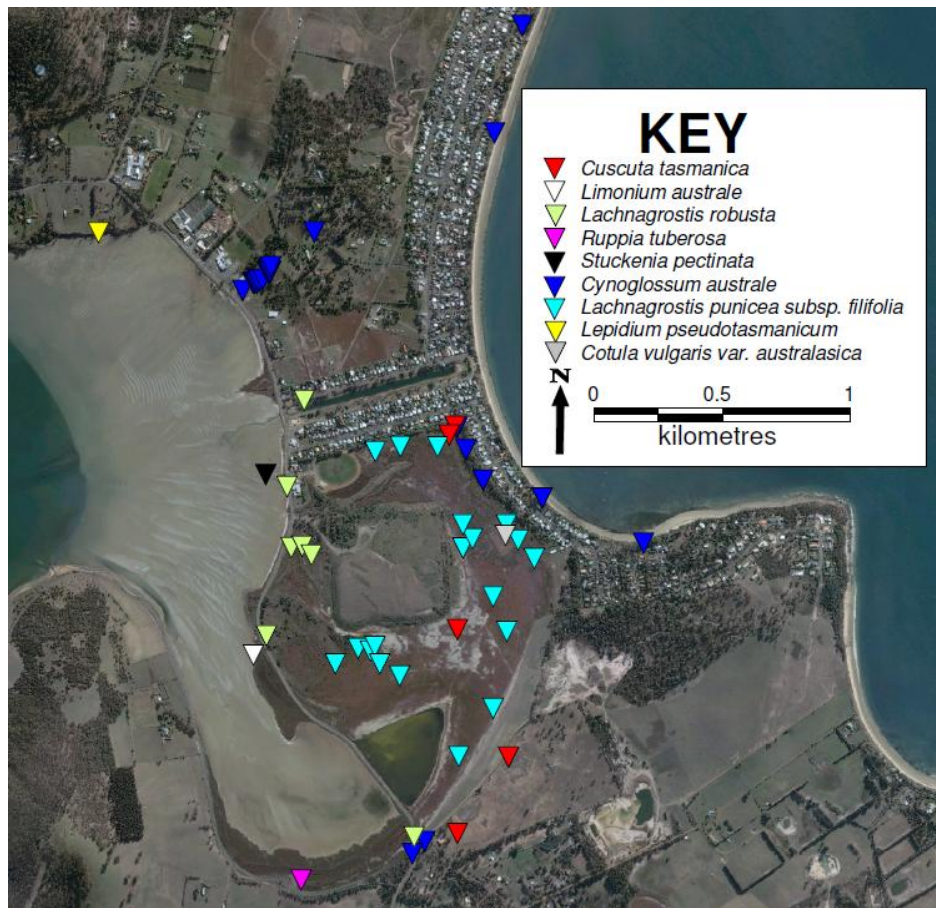 KEY
Cuscuta tasmanica
Limonium australe
Lachnagrostis robusta
Ruppia tuberosa
Stuckenia pectinata
Cynoglossum australe
Lachnagrostis punicea subsp. filifolia
Lepidium pseudotasmanicum
Cotula vulgaris var. australasica
N
0 0.5 1
kilometres